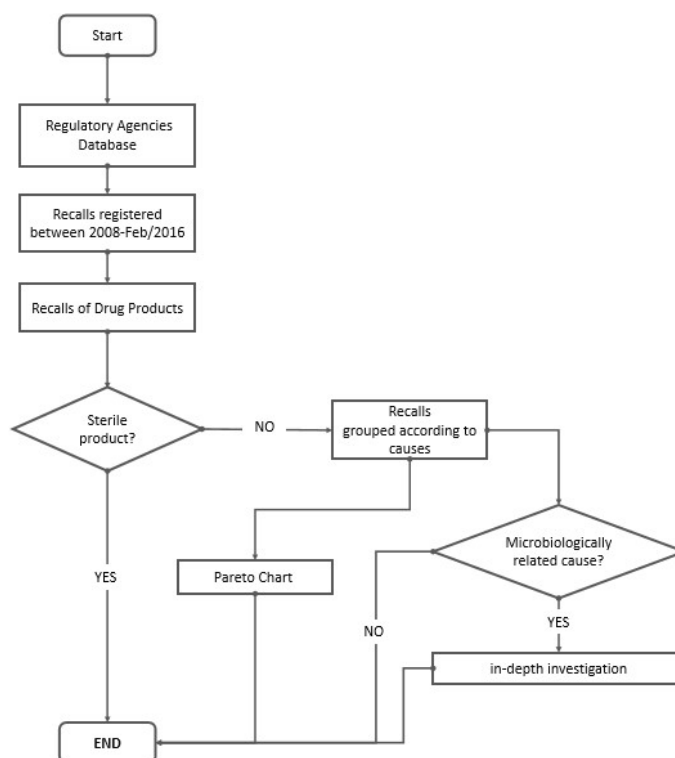 Start
Regulatory Agencies
Database
Recalls registered
between 2008-Feb/2016
Recalls of Drug Products
Sterile
product?
NO
Recalls
grouped according to
causes
Microbiologically
related cause?
Pareto Chart
YES
NO
YES
in-depth investigation
END